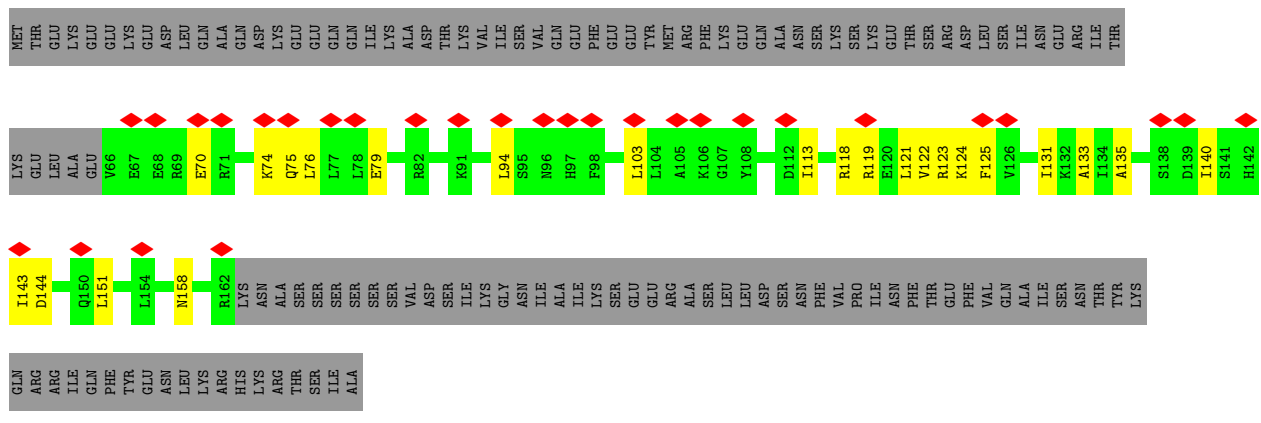 MET THR GLU LYS GLU GLU LYS GLU ASP LEU GLN ALA GLN ASP LYS GLU GLU GLN GLN ILE LYS ALA ASP THR LYS VAL ILE SER VAL GLN GLU PHE GLU GLU TYR MET ARG PHE LYS GLU GLN ALA ASN SER LYS SER LYS GLU THR SER ARG ASP LEU SER ILE ASN GLU ARG ILE THR
LYS GLU LEU ALA GLU V66 E67 E68 R69 E70 R71 K74 Q75 L76 L77 L78 E79 R82 K91 L94 S95 N96 H97 F98 L103 L104 A105 K106 G107 Y108 D112 I113 R118 R119 E120 L121 V122 R123 K124 F125 V126 I131 K132 A133 I134 A135 S138 D139 I140 S141 H142
I143 D144 Q150 L151 L154 N158 R162 LYS ASN ALA SER SER SER SER SER SER VAL ASP SER ILE LYS GLY ASN ILE ALA ILE LYS SER GLU GLU ARG ALA SER LEU LEU ASP SER ASN PHE VAL PRO ILE ASN PHE THR GLU PHE VAL GLN ALA ILE SER ASN THR TYR LYS
GLN ARG ARG ILE GLN PHE TYR GLU ASN LEU LYS ARG HIS LYS ARG THR SER ILE ALA